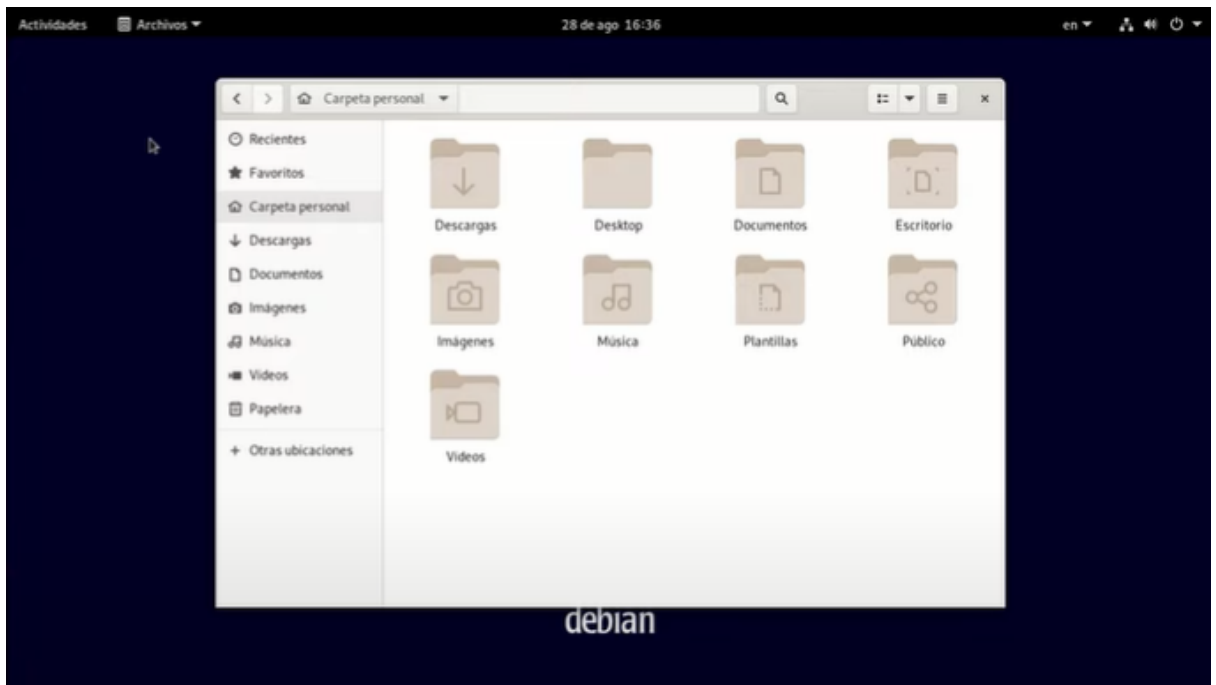 Actividades Archivos 28 de ago 16:36 en
Carpeta personal
Recientes
Favoritos
Carpeta personal
Descargas
Documentos
Imágenes
Música
Videos
Papelera
+ Otras ubicaciones
Descargas Desktop Documentos Escritorio
Imágenes Música Plantillas Público
Videos
debian